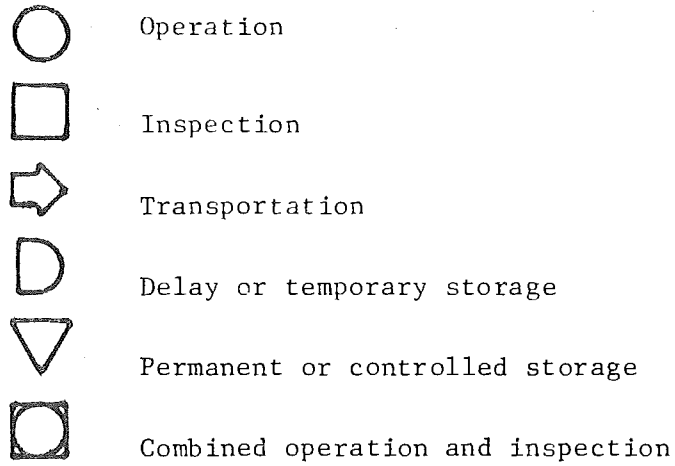 Operation
Inspection
Transportation
Delay or temporary storage
Permanent or controlled storage
Combined operation and inspection